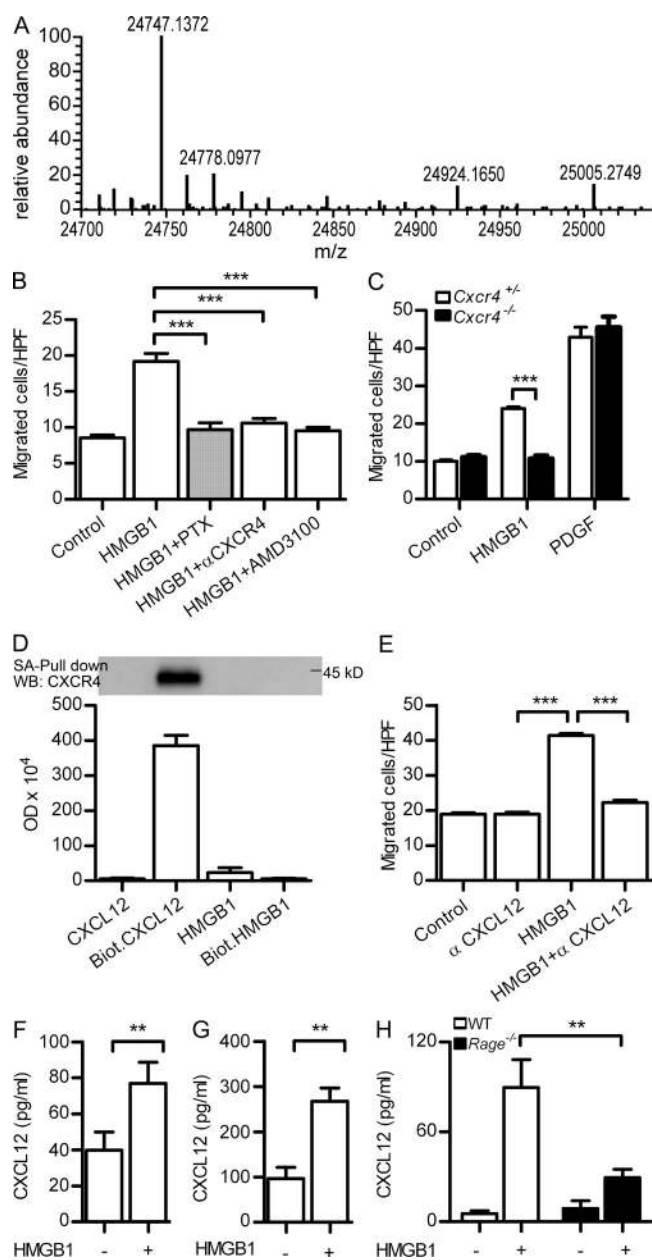 A
24747.1372
24778.0977
24924.1650
25005.2749
relative abundance
100
80
60
40
20
0
24700 24750 24800 24850 24900 24950 25000
m/z
B
***
***
***
Migrated cells/HPF
25
20
15
10
5
0
Control
HMGB1
HMGB1+PTX
HMGB1+αCXCR4
HMGB1+AMD3100
C
Cxcr4 +/-
Cxcr4 -/-
***
Migrated cells/HPF
50
40
30
20
10
0
Control
HMGB1
PDGF
D
SA-Pull down
WB: CXCR4
45 kD
OD x 10⁴
400
300
200
100
0
CXCL12
Biot.CXCL12
HMGB1
Biot.HMGB1
E
*** ***
Migrated cells/HPF
50
40
30
20
10
0
Control
α CXCL12
HMGB1
HMGB1+α CXCL12
F
**
CXCL12 (pg/ml)
100
80
60
40
20
0
HMGB1 - +
G
**
CXCL12 (pg/ml)
400
300
200
100
0
HMGB1 - +
H
WT
Rage-/-
**
CXCL12 (pg/ml)
120
90
60
30
0
HMGB1 - + - +